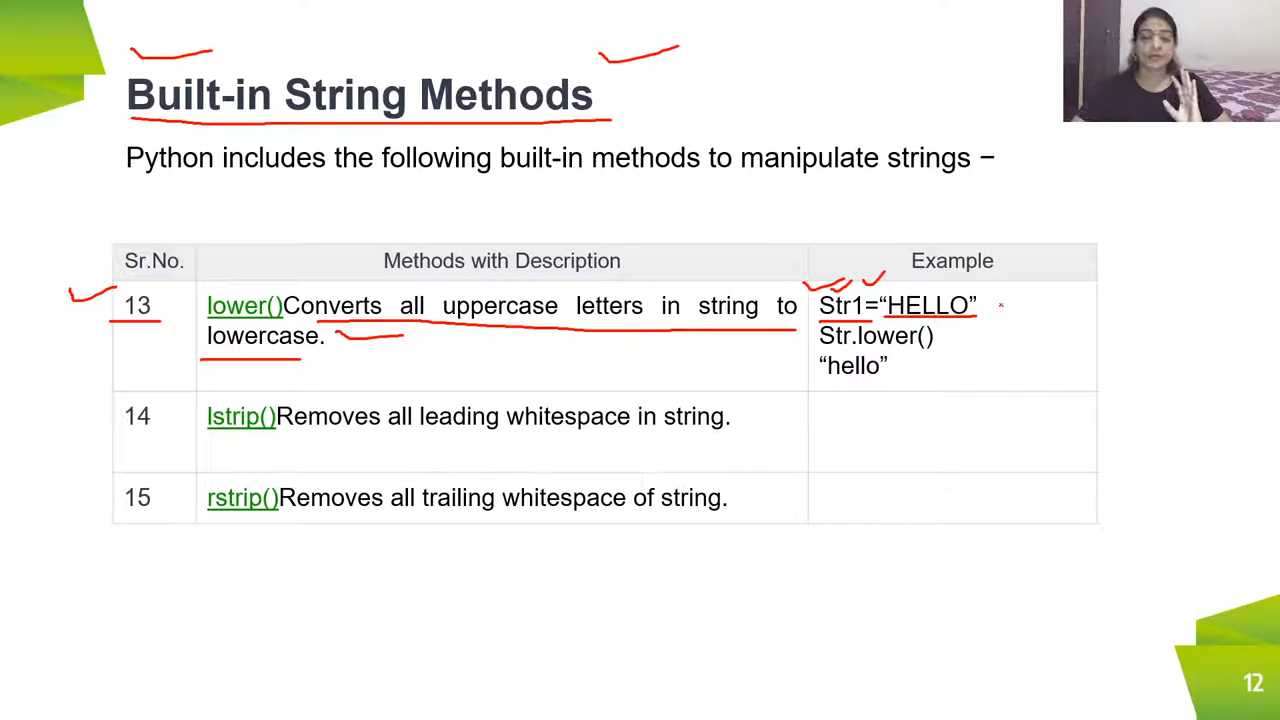 Built-in String Methods
Python includes the following built-in methods to manipulate strings −
Sr.No. Methods with Description Example
13 lower()Converts all uppercase letters in string to Str1=“HELLO”
lowercase. Str.lower()
“hello”
14 lstrip()Removes all leading whitespace in string.
15 rstrip()Removes all trailing whitespace of string.
12